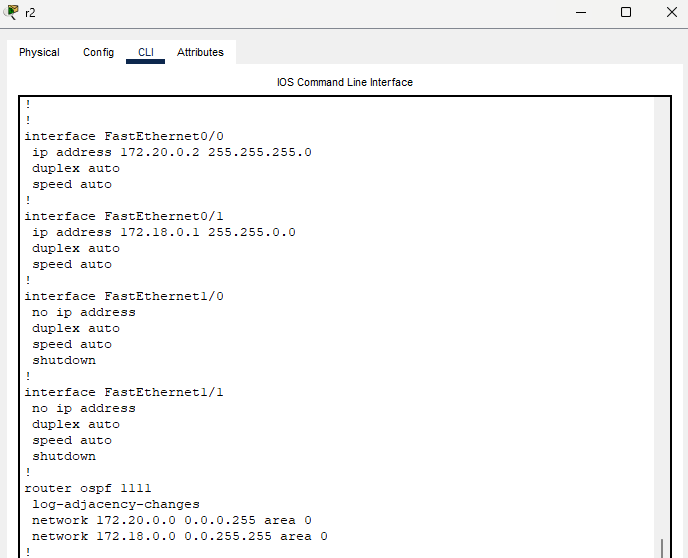 r2
Physical Config CLI Attributes
IOS Command Line Interface
!
!
interface FastEthernet0/0
 ip address 172.20.0.2 255.255.255.0
 duplex auto
 speed auto
!
interface FastEthernet0/1
 ip address 172.18.0.1 255.255.0.0
 duplex auto
 speed auto
!
interface FastEthernet1/0
 no ip address
 duplex auto
 speed auto
 shutdown
!
interface FastEthernet1/1
 no ip address
 duplex auto
 speed auto
 shutdown
!
router ospf 1111
 log-adjacency-changes
 network 172.20.0.0 0.0.0.255 area 0
 network 172.18.0.0 0.0.255.255 area 0
!